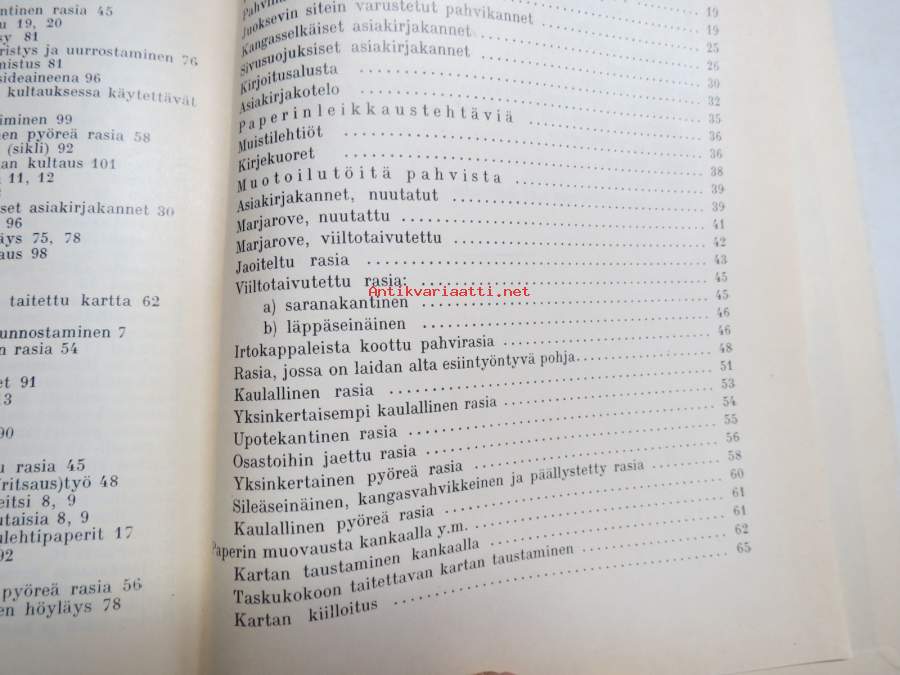 ntinen rasia 45
u 19, 20
sy 81
ristys ja uurrostaminen 76
mistus 81
sideaineena 96
kultauksessa käytettävät
iminen 99
en pyöreä rasia 58
(sikli) 92
an kultaus 101
11, 12
set asiakirjakannet 30
96
äys 75, 78
aus 98
taitettu kartta 62
unnostaminen 7
n rasia 54
et 91
13
90
u rasia 45
ritsaus)työ 48
eitsi 8, 9
utaisia 8, 9
ulehtipaperit 17
92
pyöreä rasia 56
en höyläys 78
19
19
Juoksevin sitein varustetut pahvikannet 25
Kangasselkäiset asiakirjakannet 26
Sivusuojuksiset asiakirjakannet 30
Kirjoitusalusta 32
Asiakirjakotelo 35
Paperinleikkaustehtäviä 36
Muistilehtiöt 36
Kirjekuoret 38
Muotoilutöitä pahvista 39
Asiakirjakannet, nuutatut 39
Marjarove, nuutattu 41
Marjarove, viiltotaivutettu 42
Jaoiteltu rasia 43
Viiltotaivutettu rasia: 45
Antikvariaatti.net
a) saranakantinen 45
b) läppäseinäinen 46
Irtokappaleista koottu pahvirasia 46
Rasia, jossa on laidan alta esiintyöntyvä pohja 48
Kaulallinen rasia 51
Yksinkertaisempi kaulallinen rasia 53
Upotekantinen rasia 54
Osastoihin jaettu rasia 55
Yksinkertainen pyöreä rasia 56
Sileäseinäinen, kangasvahvikkeinen ja päällystetty rasia 58
Kaulallinen pyöreä rasia 60
Paperin muovausta kankaalla y.m. 61
Kartan taustaminen kankaalla 61
Taskukokoon taitettavan kartan taustaminen 62
Kartan kiilloitus 65